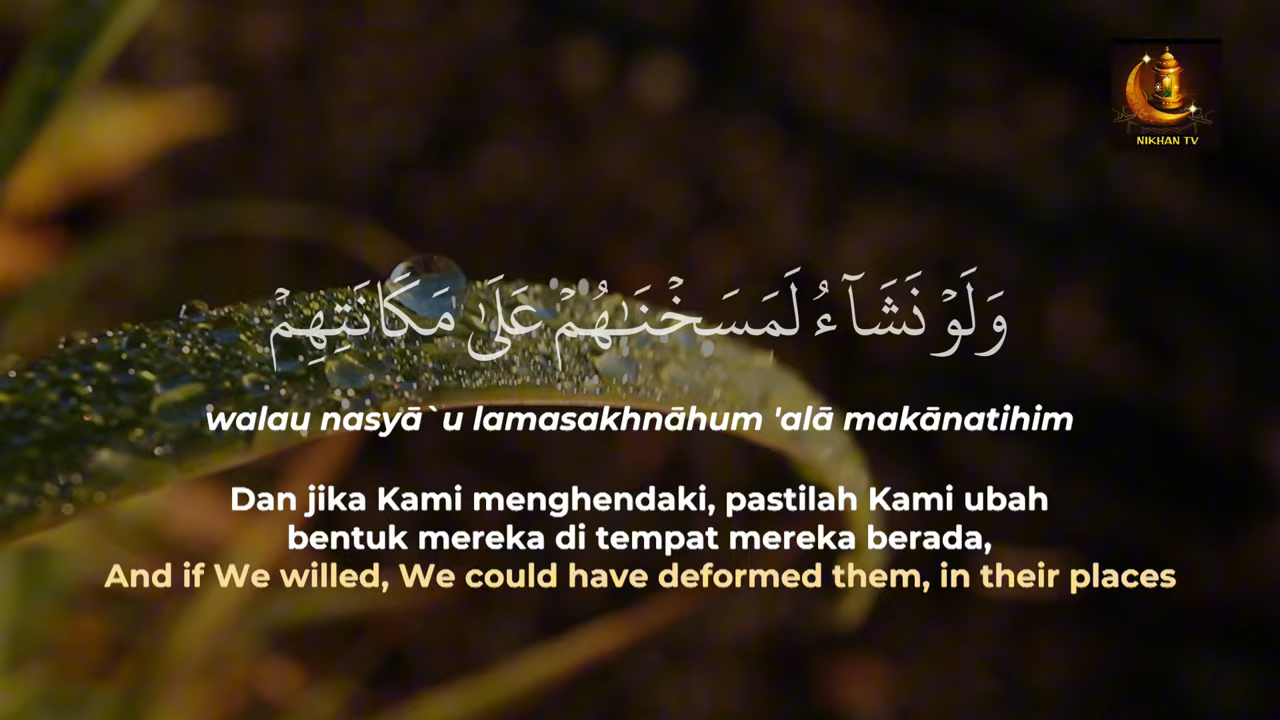 NIKHAN TV
وَلَوْ نَشَآءُ لَمَسَخْنَٰهُمْ عَلَىٰ مَكَانَتِهِمْ
walau nasyā`u lamasakhnāhum 'alā makānatihim
Dan jika Kami menghendaki, pastilah Kami ubah
bentuk mereka di tempat mereka berada,
And if We willed, We could have deformed them, in their places